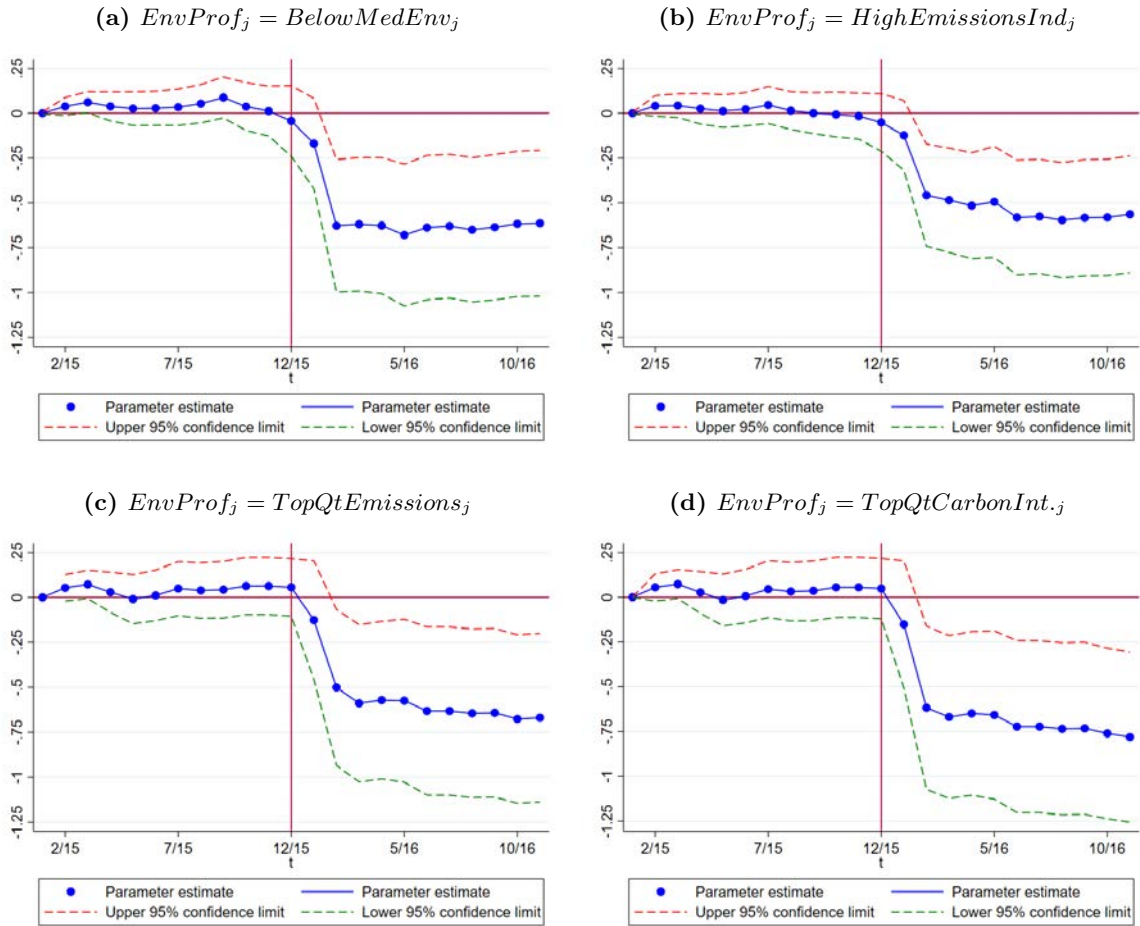 (a) EnvProf_j = BelowMedEnv_j
(b) EnvProf_j = HighEmissionsInd_j
.25
0
-.25
-.5
-.75
-1
-1.25
2/15 7/15 12/15 5/16 10/16
t
Parameter estimate Parameter estimate
Upper 95% confidence limit Lower 95% confidence limit
.25
0
-.25
-.5
-.75
-1
-1.25
2/15 7/15 12/15 5/16 10/16
t
Parameter estimate Parameter estimate
Upper 95% confidence limit Lower 95% confidence limit
(c) EnvProf_j = TopQtEmissions_j
(d) EnvProf_j = TopQtCarbonInt._j
.25
0
-.25
-.5
-.75
-1
-1.25
2/15 7/15 12/15 5/16 10/16
t
Parameter estimate Parameter estimate
Upper 95% confidence limit Lower 95% confidence limit
.25
0
-.25
-.5
-.75
-1
-1.25
2/15 7/15 12/15 5/16 10/16
t
Parameter estimate Parameter estimate
Upper 95% confidence limit Lower 95% confidence limit